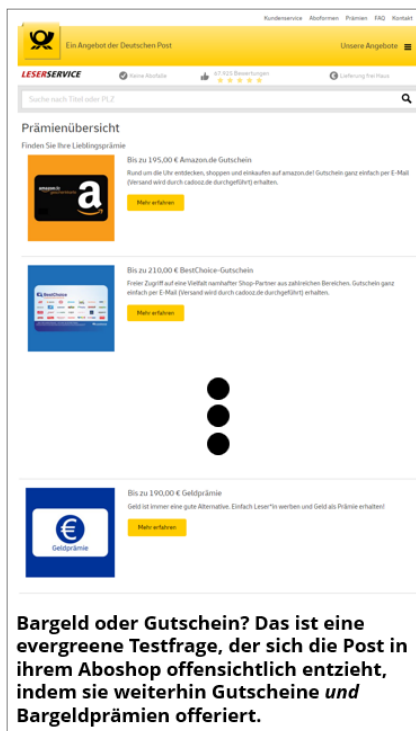 Kundenservice Aboformen Prämien FAQ Kontakt
Ein Angebot der Deutschen Post
Unsere Angebote
LESERSERVICE
Keine Abofalle
67.925 Bewertungen
Lieferung frei Haus
Suche nach Titel oder PLZ
Prämienübersicht
Finden Sie Ihre Lieblingsprämie
Bis zu 195,00 € Amazon.de Gutschein
Rund um die Uhr entdecken, shoppen und einkaufen auf amazon.de! Gutschein ganz einfach per E-Mail
(Versand wird durch cadooz.de durchgeführt) erhalten.
Mehr erfahren
Bis zu 210,00 € BestChoice-Gutschein
Freier Zugriff auf eine Vielfalt namhafter Shop-Partner aus zahlreichen Bereichen. Gutschein ganz
einfach per E-Mail (Versand wird durch cadooz.de durchgeführt) erhalten.
BestChoice
Mehr erfahren
Bis zu 190,00 € Geldprämie
Geld ist immer eine gute Alternative. Einfach Leser*in werben und Geld als Prämie erhalten!
Mehr erfahren
€
Geldprämie
Bargeld oder Gutschein? Das ist eine
evergreene Testfrage, der sich die Post in
ihrem Aboshop offensichtlich entzieht,
indem sie weiterhin Gutscheine und
Bargeldprämien offeriert.